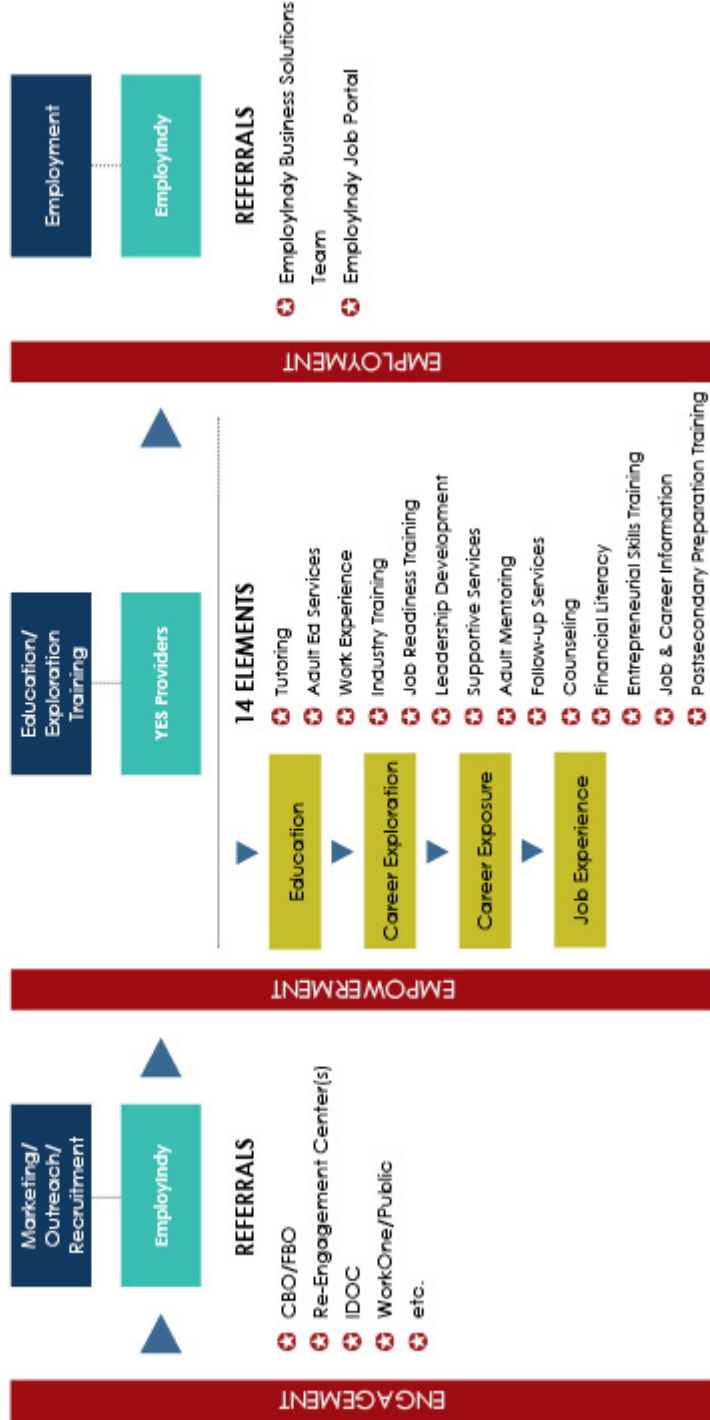 ENGAGEMENT
Marketing/
Outreach/
Recruitment
EmployIndy
REFERRALS
CBO/FBO
Re-Engagement Center(s)
IDOC
WorkOne/Public
etc.
EMPOWERMENT
Education/
Exploration
Training
YES Providers
Education
Career Exploration
Career Exposure
Job Experience
14 ELEMENTS
Tutoring
Adult Ed Services
Work Experience
Industry Training
Job Readiness Training
Leadership Development
Supportive Services
Adult Mentoring
Follow-up Services
Counseling
Financial Literacy
Entrepreneurial Skills Training
Job & Career Information
Postsecondary Preparation Training
EMPLOYMENT
Employment
EmployIndy
REFERRALS
EmployIndy Business Solutions
Team
EmployIndy Job Portal